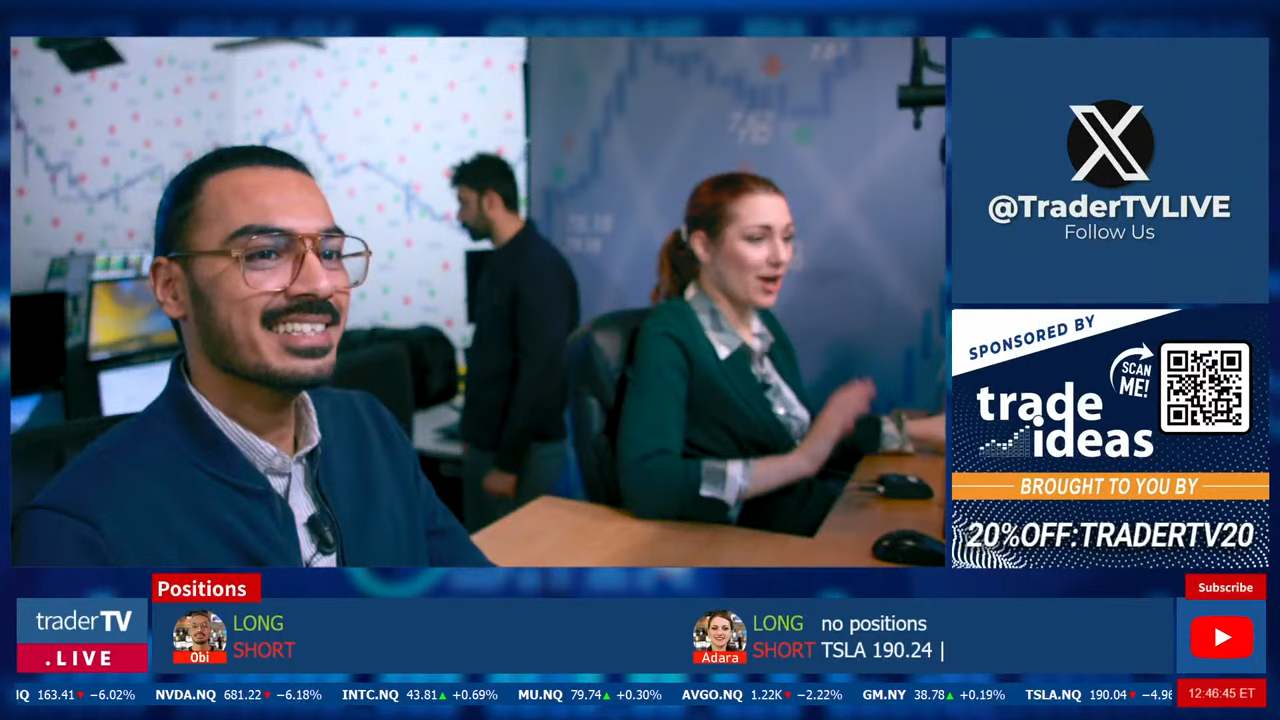 @TraderTVLIVE
Follow Us
SPONSORED BY
SCAN
ME!
trade
ideas
BROUGHT TO YOU BY
20%OFF:TRADERTV20
Positions
Subscribe
traderTV
.LIVE
Obi
LONG
SHORT
Adara
LONG no positions
SHORT TSLA 190.24 |
IQ 163.41 ▼ −6.02% NVDA.NQ 681.22 ▼ −6.18% INTC.NQ 43.81 ▲ +0.69% MU.NQ 79.74 ▲ +0.30% AVGO.NQ 1.22K ▼ −2.22% GM.NY 38.78 ▲ +0.19% TSLA.NQ 190.04 ▼ −4.96
12:46:45 ET